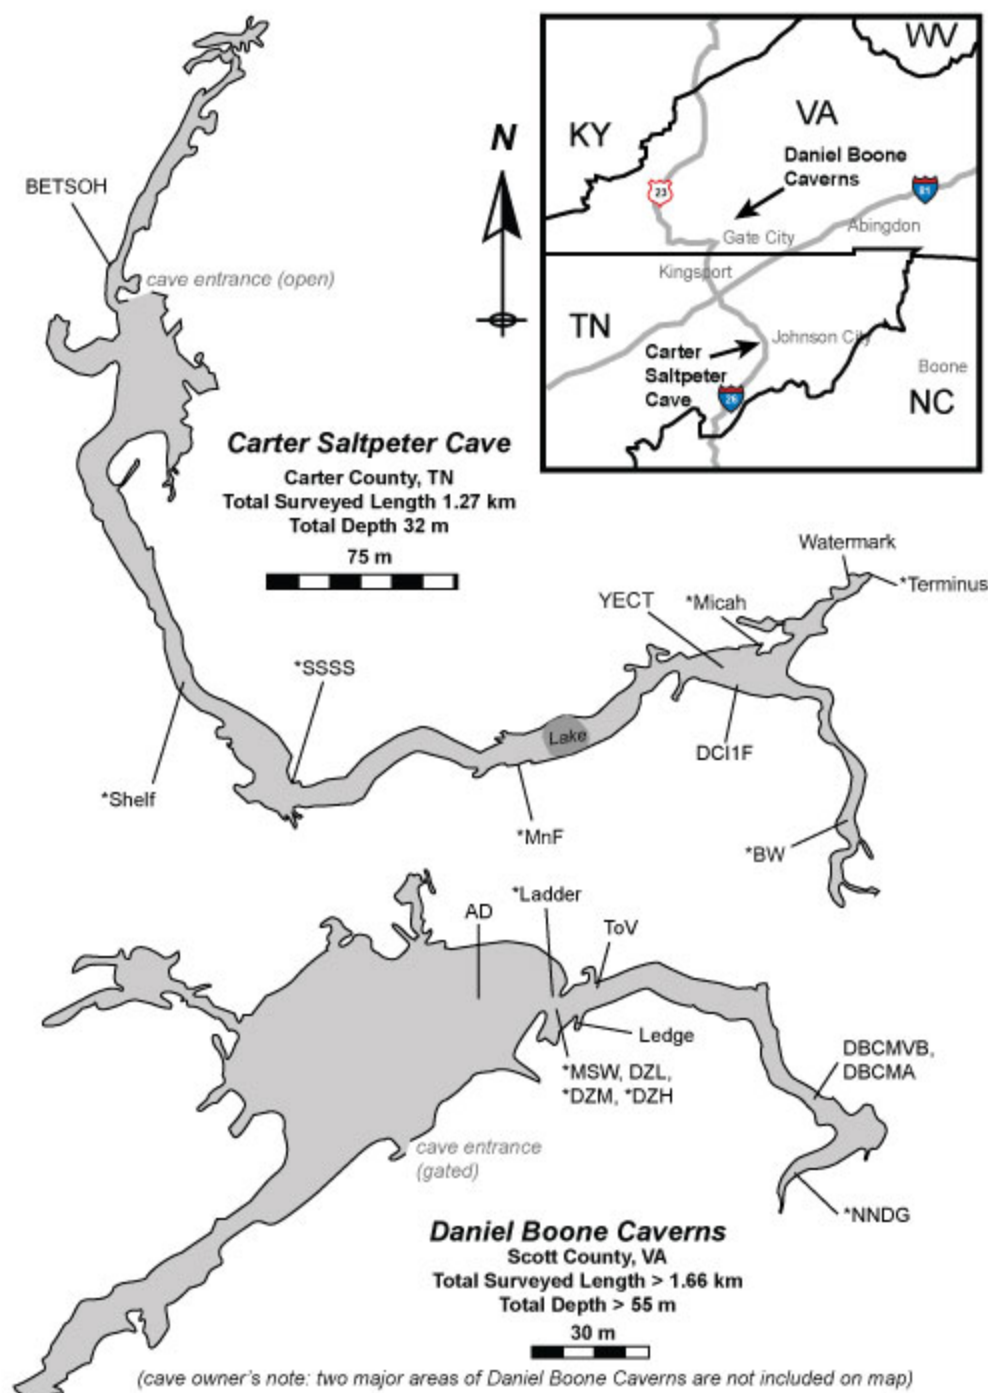 WV
KY
VA
N
Daniel Boone
Caverns
23
81
BETSOH
Abingdon
Gate City
cave entrance (open)
Kingsport
TN
Johnson City
Carter
Saltpeter
Cave
Boone
26
NC
Carter Saltpeter Cave
Carter County, TN
Total Surveyed Length 1.27 km
Total Depth 32 m
75 m
Watermark
*Terminus
YECT
*Micah
*SSSS
Lake
DCI1F
*Shelf
*MnF
*BW
*Ladder
AD
ToV
Ledge
DBCMVB,
DBCMA
*MSW, DZL,
*DZM, *DZH
cave entrance
(gated)
*NNDG
Daniel Boone Caverns
Scott County, VA
Total Surveyed Length > 1.66 km
Total Depth > 55 m
30 m
(cave owner's note: two major areas of Daniel Boone Caverns are not included on map)